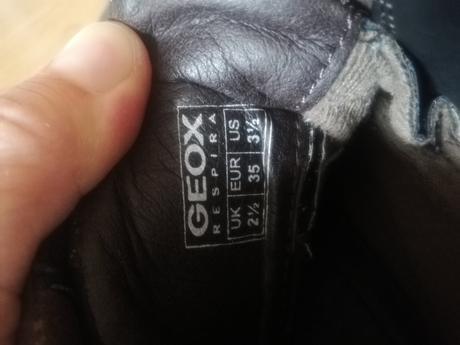 GEOX
RESPIRA
UK EUR US
2½ 35 3½